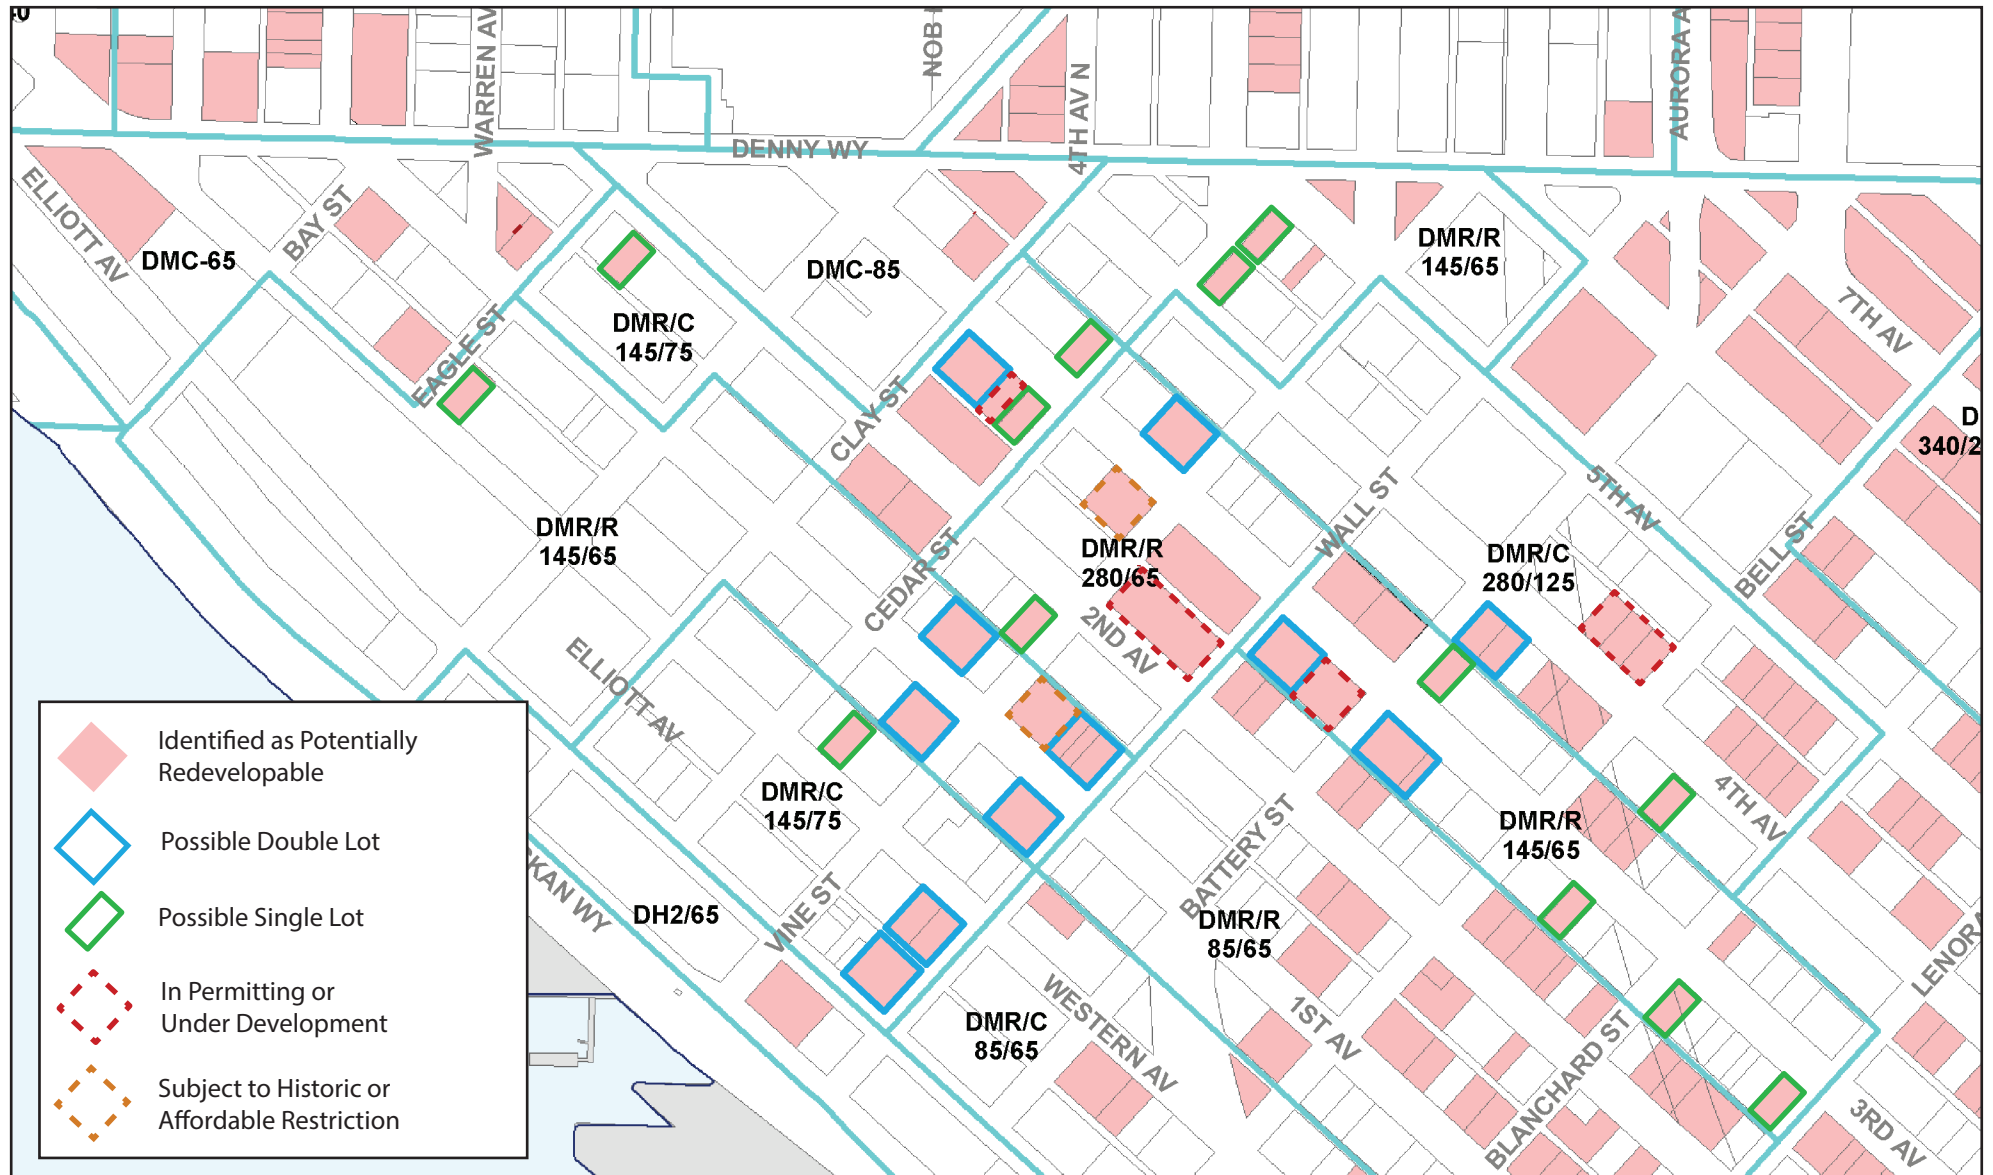 40
WARREN AV
NOB
4TH AV N
AURORA A
DENNY WY
ELLIOTT AV
BAY ST
DMC-65
DMC-85
DMR/R
145/65
EAGLE ST
DMR/C
145/75
7TH AV
CLAY ST
D
340/2
WALL ST
5TH AV
BELL ST
DMR/R
145/65
CEDAR ST
DMR/R
280/65
DMR/C
280/125
2ND AV
ELLIOTT AV
DMR/C
145/75
4TH AV
BATTERY ST
DMR/R
145/65
KAN WY
DH2/65
VINE ST
DMR/R
85/65
LENORA
WESTERN AV
DMR/C
85/65
1ST AV
BLANCHARD ST
3RD AV
Identified as Potentially
Redevelopable
Possible Double Lot
Possible Single Lot
In Permitting or
Under Development
Subject to Historic or
Affordable Restriction